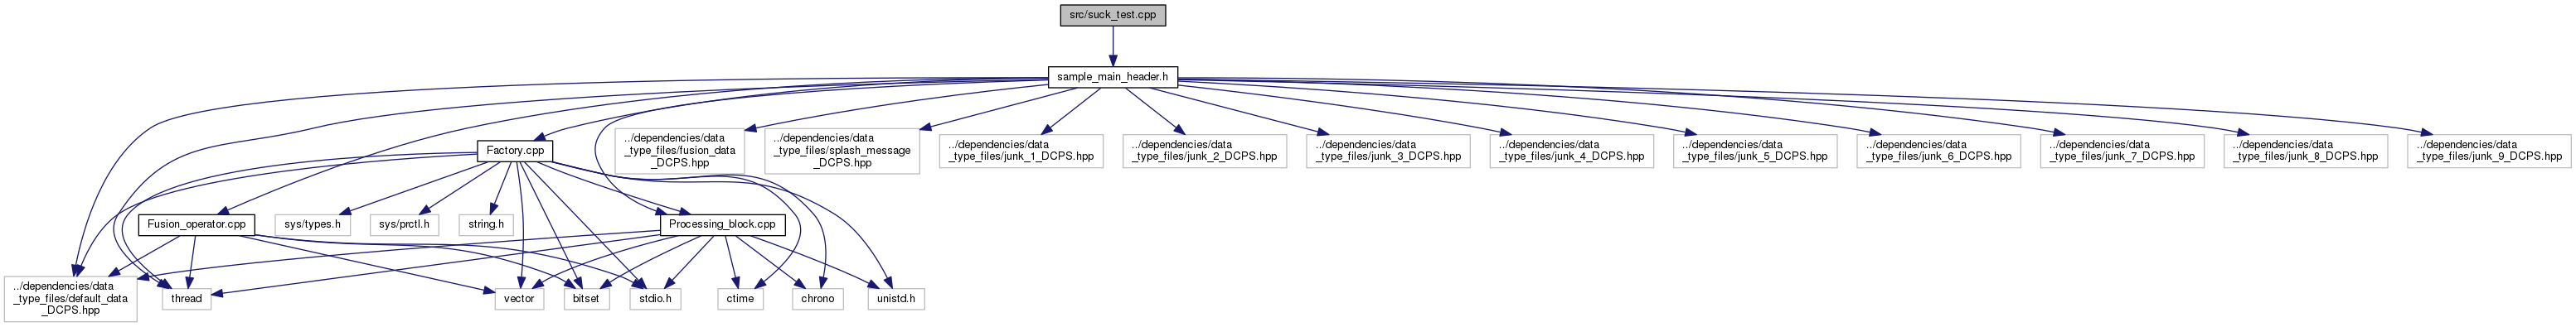 src/suck_test.cpp
sample_main_header.h
Factory.cpp
../dependencies/data
_type_files/fusion_data
_DCPS.hpp
../dependencies/data
_type_files/splash_message
_DCPS.hpp
../dependencies/data
_type_files/junk_1_DCPS.hpp
../dependencies/data
_type_files/junk_2_DCPS.hpp
../dependencies/data
_type_files/junk_3_DCPS.hpp
../dependencies/data
_type_files/junk_4_DCPS.hpp
../dependencies/data
_type_files/junk_5_DCPS.hpp
../dependencies/data
_type_files/junk_6_DCPS.hpp
../dependencies/data
_type_files/junk_7_DCPS.hpp
../dependencies/data
_type_files/junk_8_DCPS.hpp
../dependencies/data
_type_files/junk_9_DCPS.hpp
Fusion_operator.cpp
sys/types.h
sys/prctl.h
string.h
Processing_block.cpp
../dependencies/data
_type_files/default_data
_DCPS.hpp
thread
vector
bitset
stdio.h
ctime
chrono
unistd.h